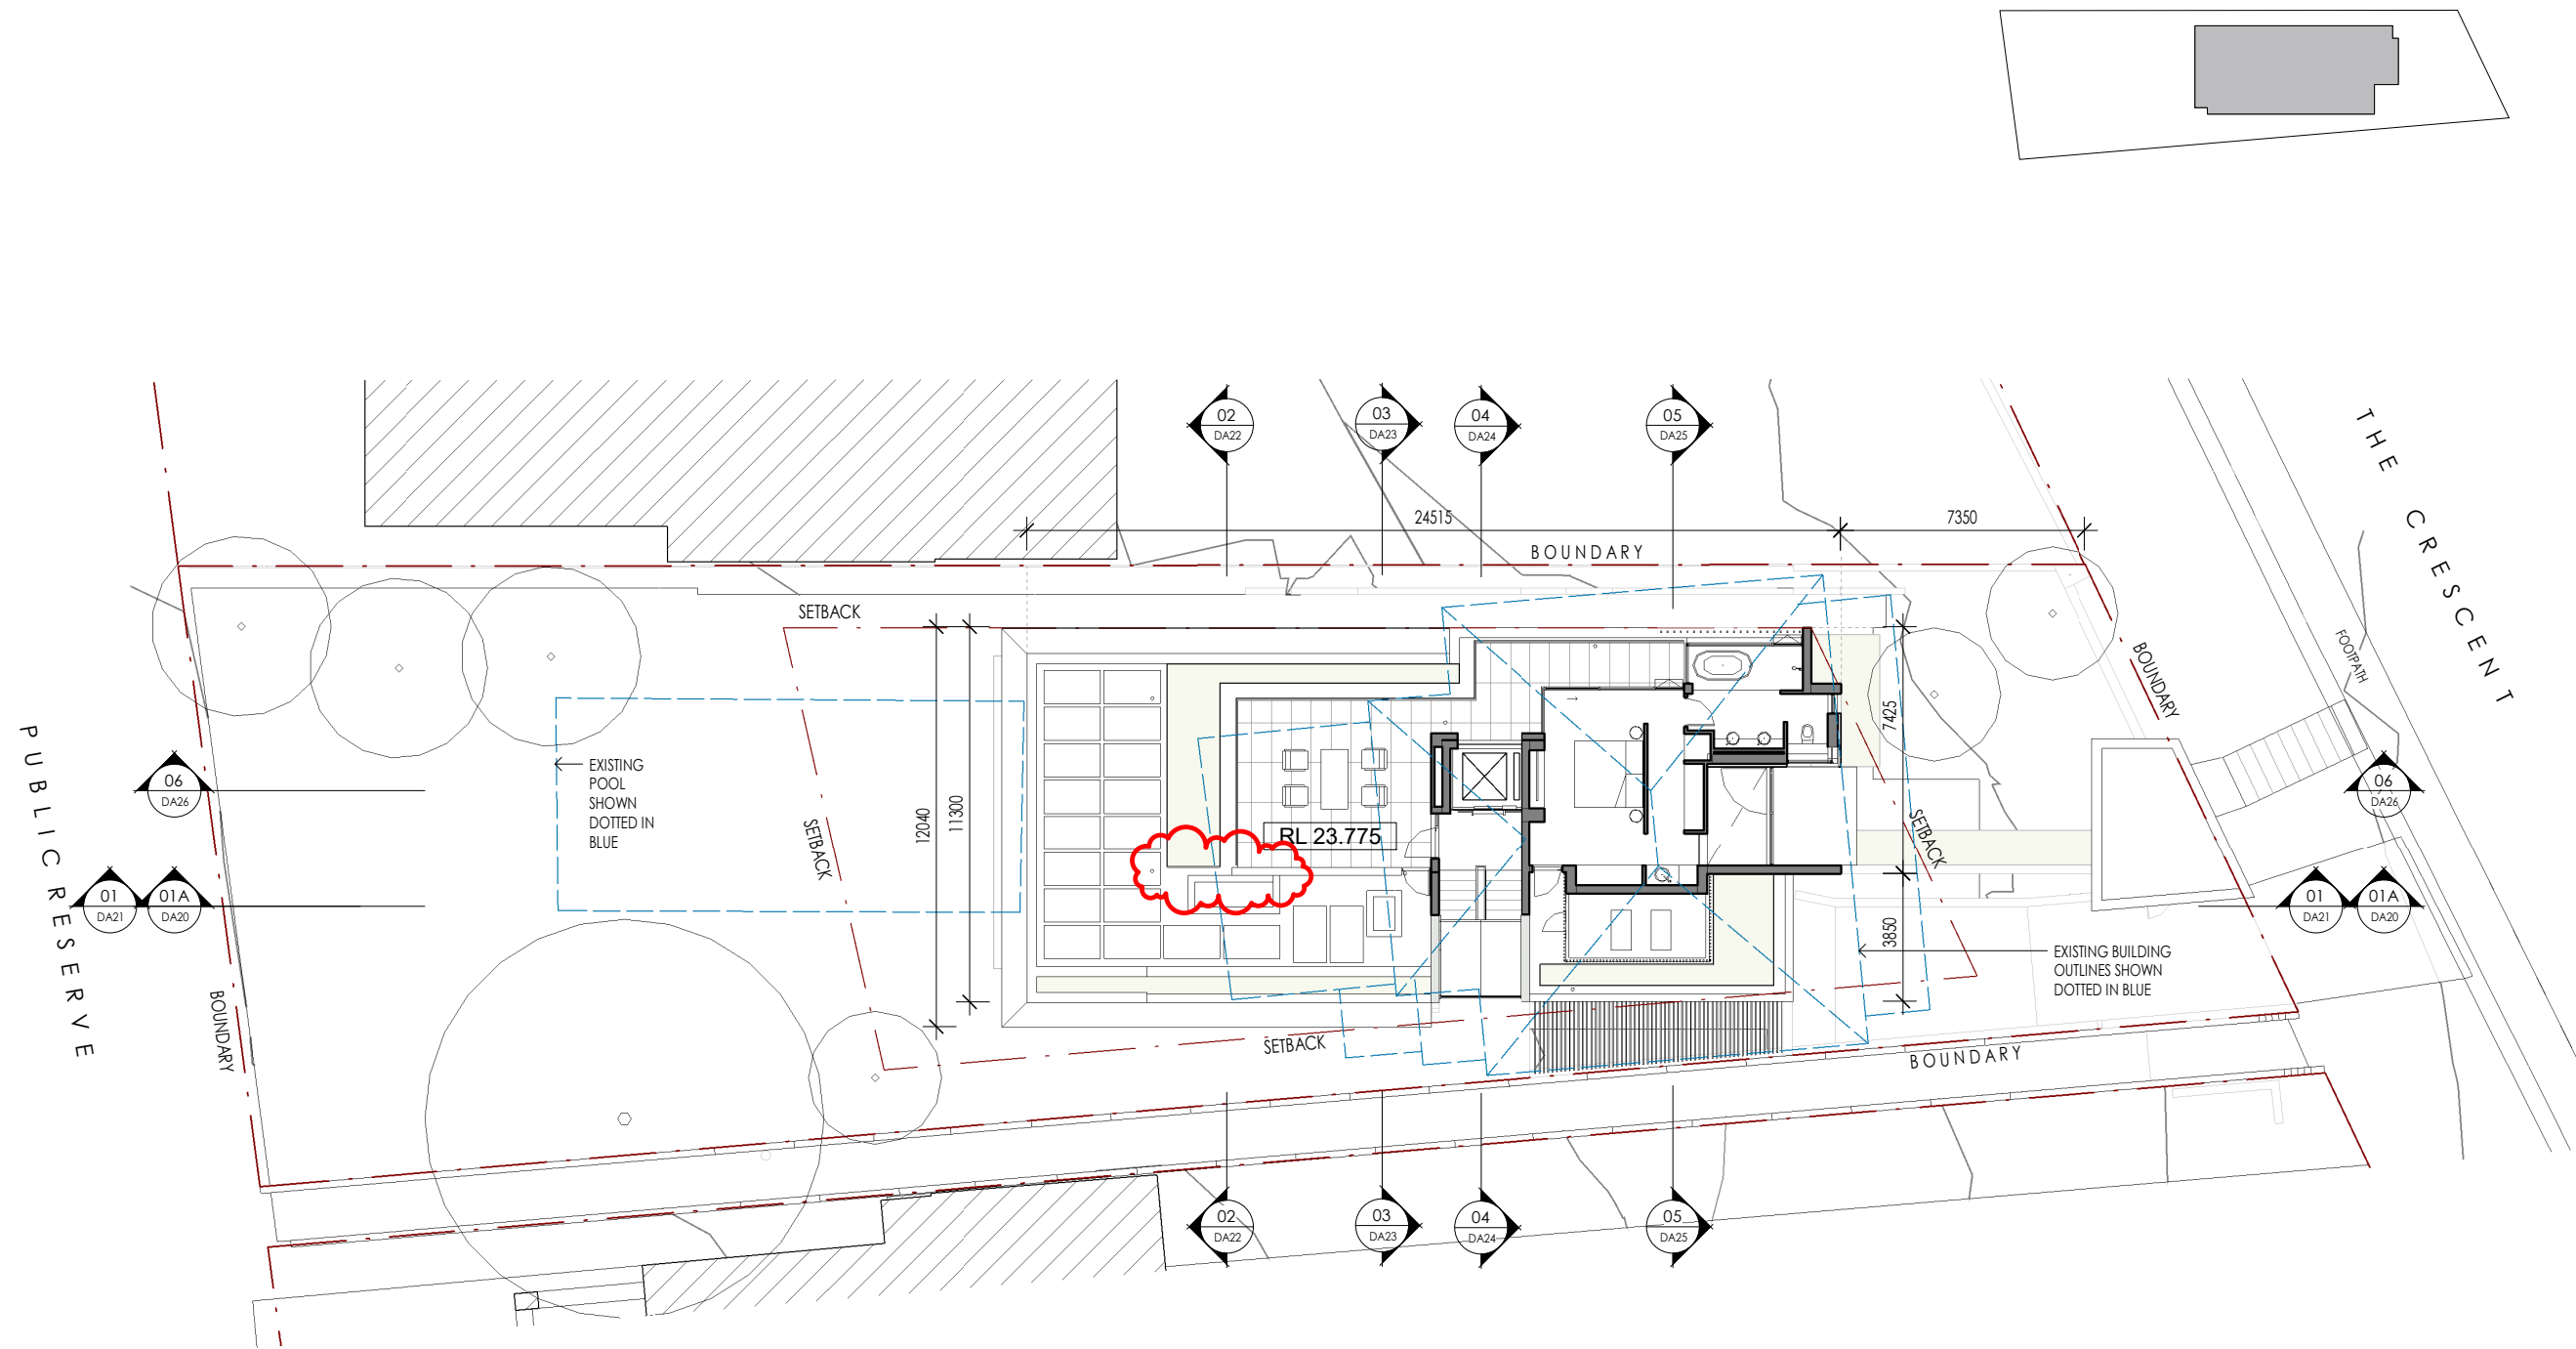 02
DA22
03
DA23
04
DA24
05
DA25
THE CRESCENT
24515
7350
BOUNDARY
SETBACK
BOUNDARY
FOOTPATH
7425
PUBLIC RESERVE
06
DA26
EXISTING
POOL
SHOWN
DOTTED IN
BLUE
SETBACK
12040
11300
RL 23.775
SETBACK
06
DA26
01
DA21
01A
DA20
01
DA21
01A
DA20
3850
EXISTING BUILDING
OUTLINES SHOWN
DOTTED IN BLUE
BOUNDARY
SETBACK
BOUNDARY
02
DA22
03
DA23
04
DA24
05
DA25